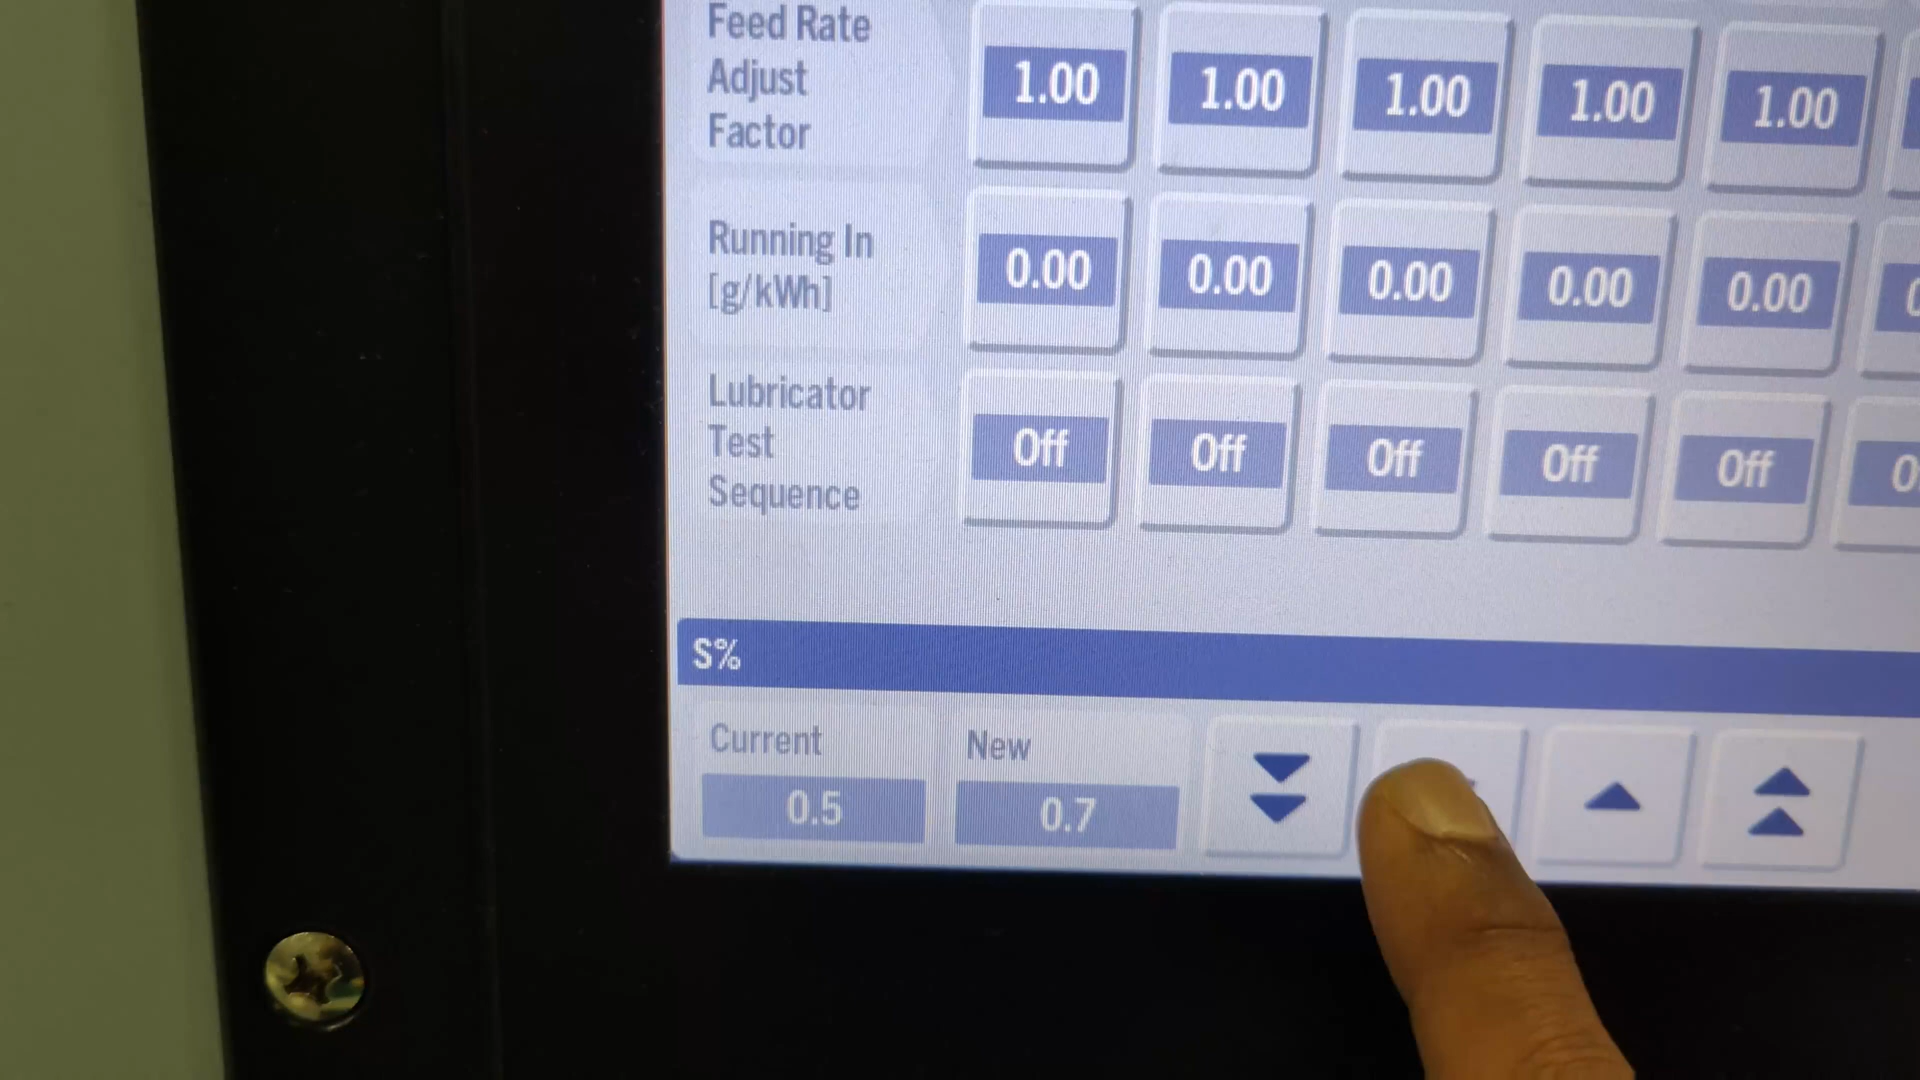 Feed Rate
Adjust
Factor
1.00 1.00 1.00 1.00 1.00
Running In
[g/kWh]
0.00 0.00 0.00 0.00 0.00
Lubricator
Test
Sequence
Off Off Off Off Off
S%
Current New
0.5 0.7